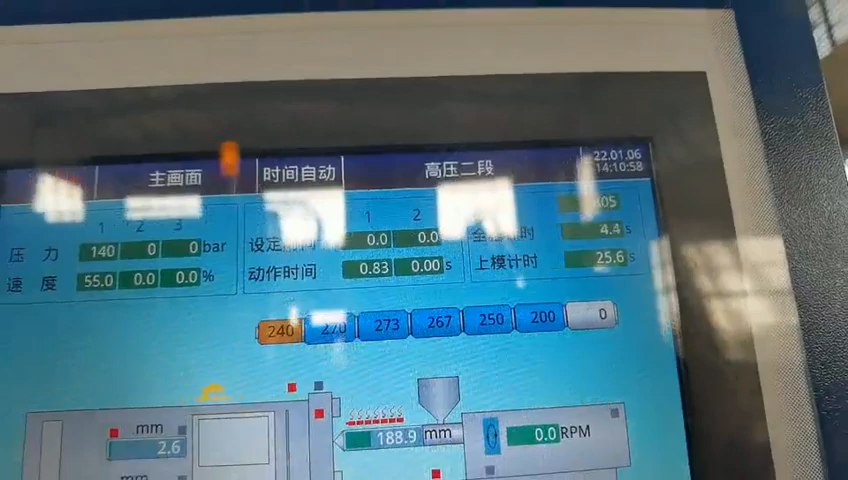 主画面 时间自动 高压二段 22.01.06
14:10:58
1 2 3
压 力 140 0 0 bar
速 度 55.0 0.0 0.0 %
1 2
0.0 0.0
动作时间 0.83 0.00 s
05
4.4 s
上模计时 25.6 s
240 270 273 267 250 200 0
mm
2.6
188.9 mm
0.0 RPM
mm